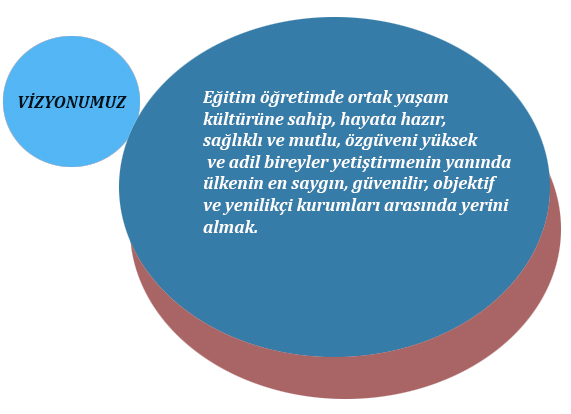 VİZYONUMUZ
Eğitim öğretimde ortak yaşam
kültürüne sahip, hayata hazır,
sağlıklı ve mutlu, özgüveni yüksek
ve adil bireyler yetiştirmenin yanında
ülkenin en saygın, güvenilir, objektif
ve yenilikçi kurumları arasında yerini
almak.